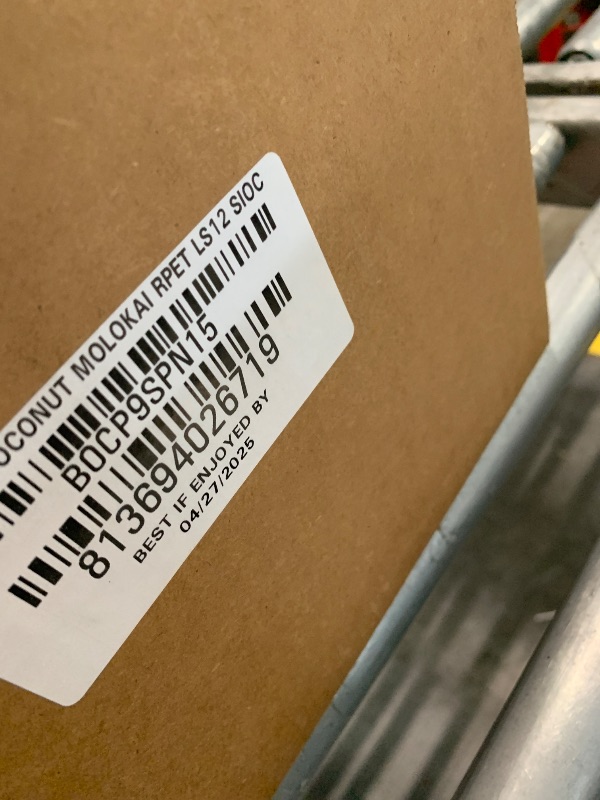 OCONUT MOLOKAI RPET LS12 SIOC
B0CP9SPN15
813694026719
BEST IF ENJOYED BY
04/27/2025